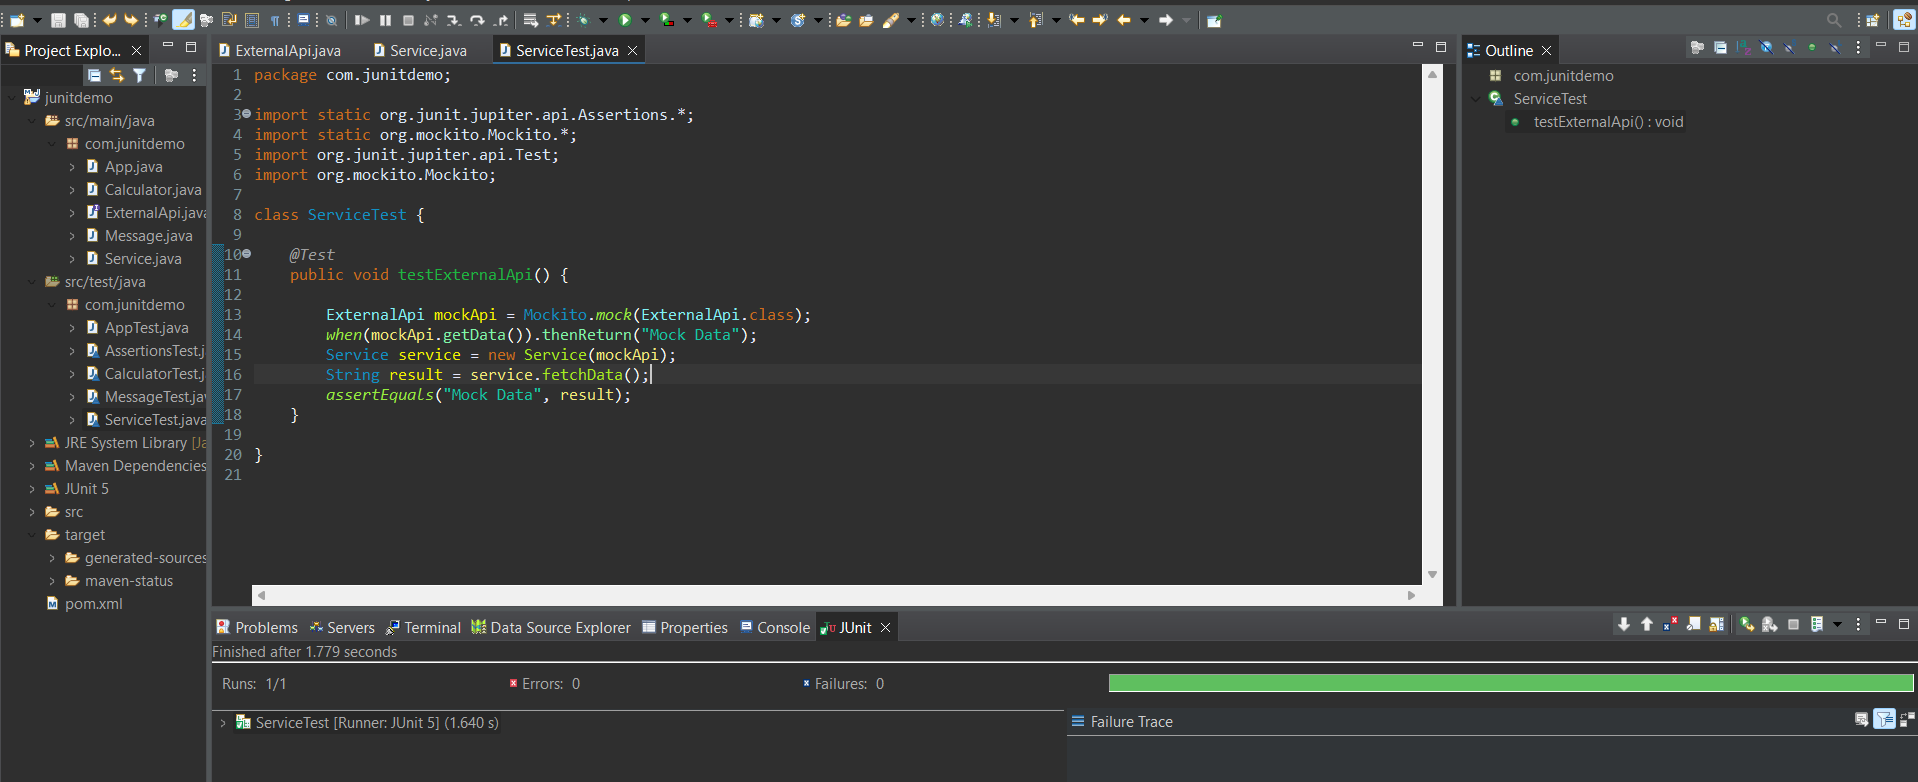 Project Explo...
junitdemo
src/main/java
com.junitdemo
App.java
Calculator.java
ExternalApi.java
Message.java
Service.java
src/test/java
com.junitdemo
AppTest.java
AssertionsTest.j
CalculatorTest.j
MessageTest.jav
ServiceTest.java
JRE System Library [Ja
Maven Dependencies
JUnit 5
src
target
generated-sources
maven-status
pom.xml
ExternalApi.java
Service.java
ServiceTest.java
1 package com.junitdemo;
2
3 import static org.junit.jupiter.api.Assertions.*;
4 import static org.mockito.Mockito.*;
5 import org.junit.jupiter.api.Test;
6 import org.mockito.Mockito;
7
8 class ServiceTest {
9
10 @Test
11 public void testExternalApi() {
12
13 ExternalApi mockApi = Mockito.mock(ExternalApi.class);
14 when(mockApi.getData()).thenReturn("Mock Data");
15 Service service = new Service(mockApi);
16 String result = service.fetchData();
17 assertEquals("Mock Data", result);
18 }
19
20 }
21
Outline
com.junitdemo
ServiceTest
testExternalApi() : void
Problems Servers Terminal Data Source Explorer Properties Console JUnit
Finished after 1.779 seconds
Runs: 1/1 Errors: 0 Failures: 0
ServiceTest [Runner: JUnit 5] (1.640 s)
Failure Trace